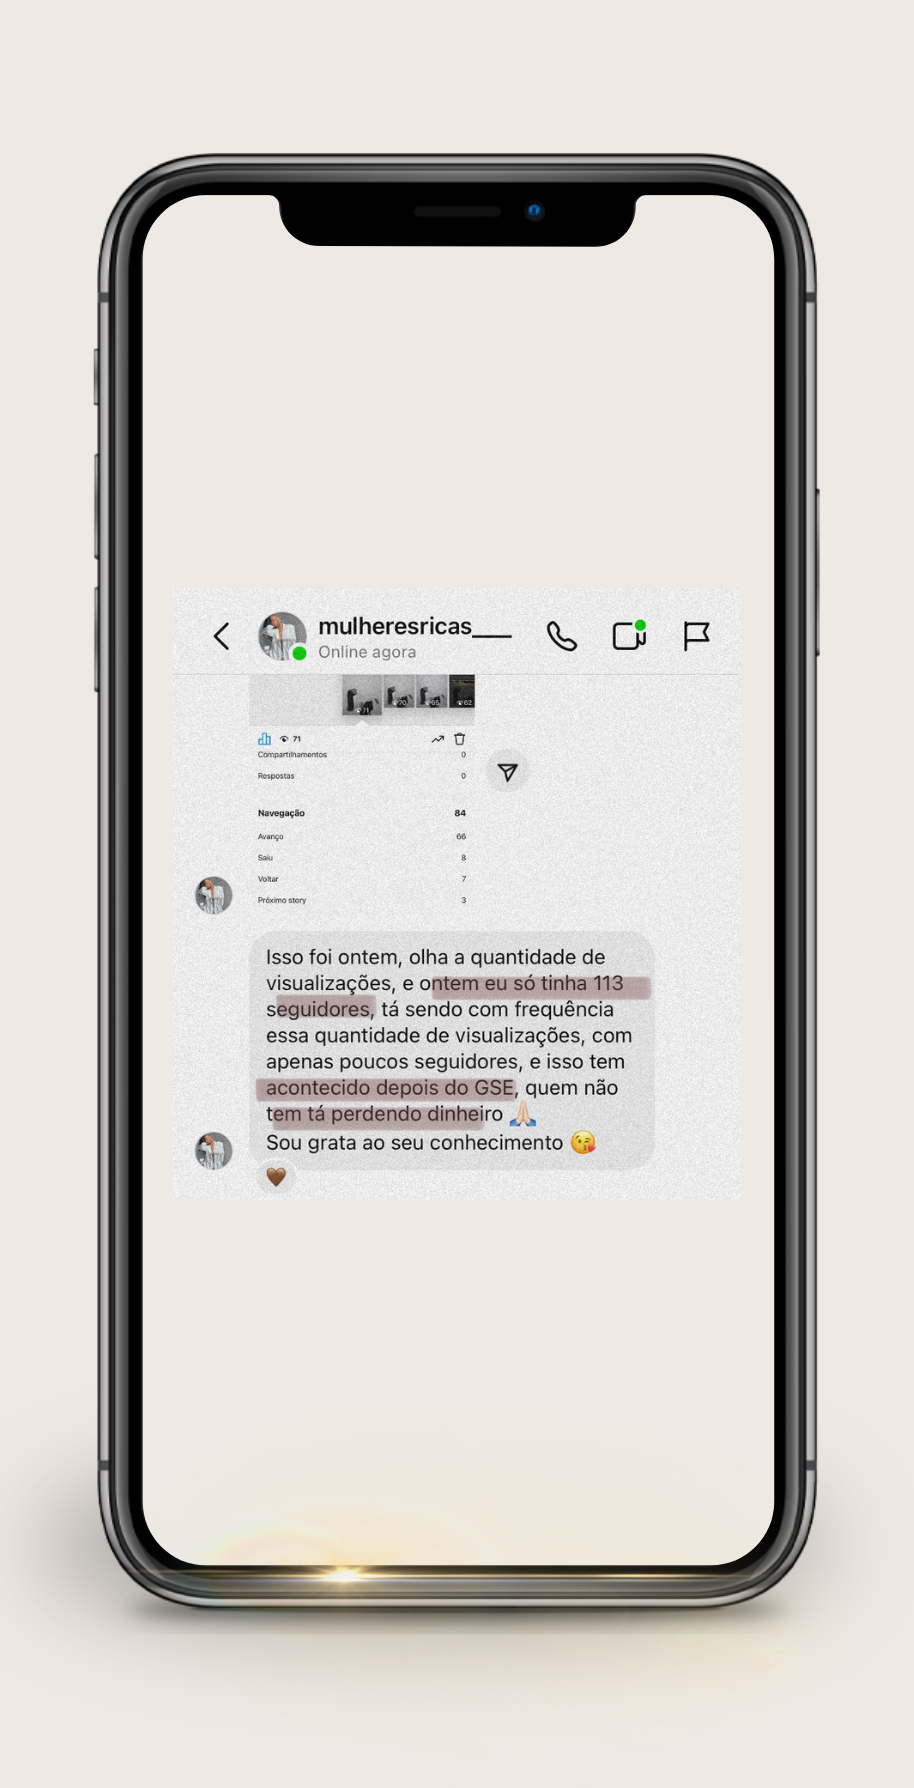 mulheresricas___
Online agora
71 70 65 62
71
Compartilhamentos 0
Respostas 0
Navegação 84
Avanço 66
Saiu 8
Voltar 7
Próximo story 3
Isso foi ontem, olha a quantidade de
visualizações, e ontem eu só tinha 113
seguidores, tá sendo com frequência
essa quantidade de visualizações, com
apenas poucos seguidores, e isso tem
acontecido depois do GSE, quem não
tem tá perdendo dinheiro 🙏🏻
Sou grata ao seu conhecimento 😘